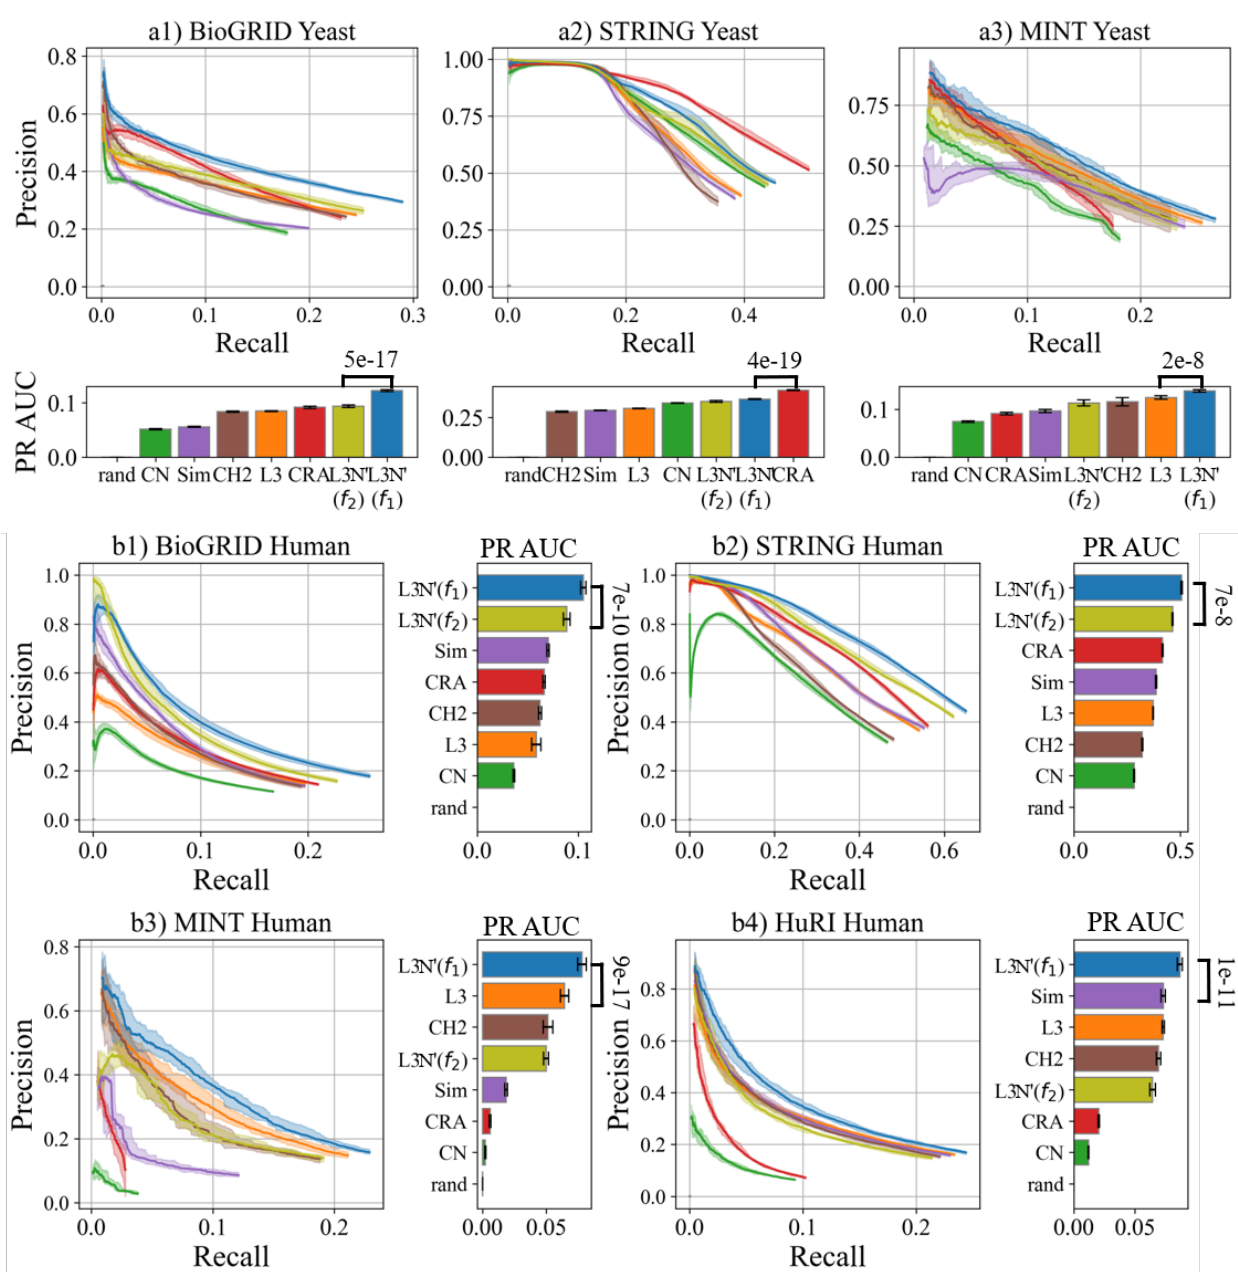 a1) BioGRID Yeast
a2) STRING Yeast
a3) MINT Yeast
Precision
0.8
0.6
0.4
0.2
0.0
0.0 0.1 0.2 0.3
Recall
1.00
0.75
0.50
0.25
0.00
0.0 0.2 0.4
Recall
0.75
0.50
0.25
0.00
0.0 0.1 0.2
Recall
PR AUC
5e-17
0.1
0.0
rand CN Sim CH2 L3 CRA L3N' L3N'
(f2) (f1)
4e-19
0.25
0.00
rand CH2 Sim L3 CN L3N' L3N' CRA
(f2) (f1)
2e-8
0.1
0.0
rand CN CRA Sim L3N' CH2 L3 L3N'
(f2) (f1)
b1) BioGRID Human
Precision
1.0
0.8
0.6
0.4
0.2
0.0
0.0 0.1 0.2
Recall
PR AUC
L3N'(f1)
L3N'(f2)
Sim
CRA
CH2
L3
CN
rand
0.0 0.1
7e-10
b2) STRING Human
Precision
1.0
0.8
0.6
0.4
0.2
0.0
0.0 0.2 0.4 0.6
Recall
PR AUC
L3N'(f1)
L3N'(f2)
CRA
Sim
L3
CH2
CN
rand
0.0 0.5
7e-8
b3) MINT Human
Precision
0.8
0.6
0.4
0.2
0.0
0.0 0.1 0.2
Recall
PR AUC
L3N'(f1)
L3
CH2
L3N'(f2)
Sim
CRA
CN
rand
0.00 0.05
9e-17
b4) HuRI Human
Precision
0.8
0.6
0.4
0.2
0.0
0.0 0.1 0.2
Recall
PR AUC
L3N'(f1)
Sim
L3
CH2
L3N'(f2)
CRA
CN
rand
0.00 0.05
1e-11